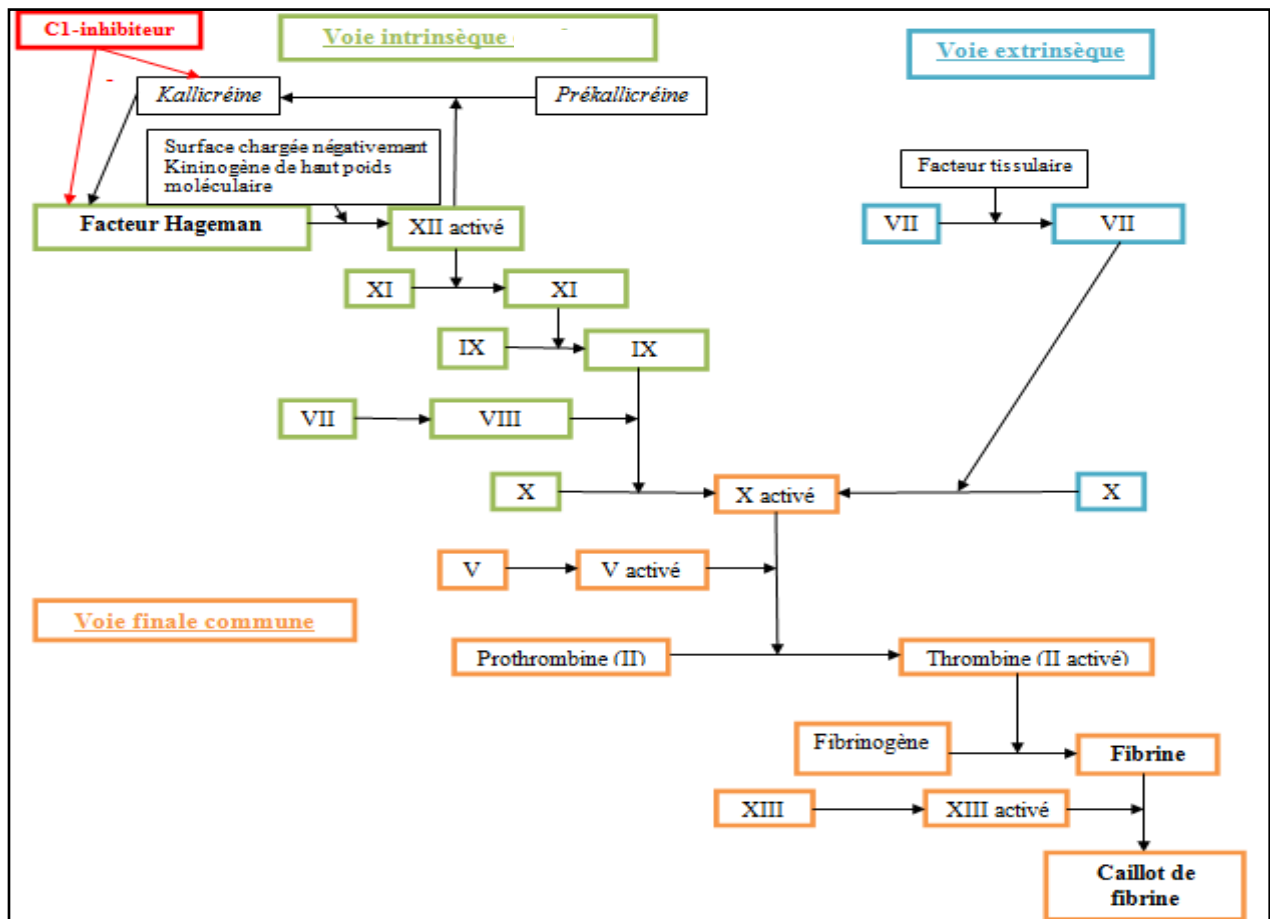 C1-inhibiteur
Voie intrinsèque
Voie extrinsèque
-
Kallicréine
Prékallicréine
Surface chargée négativement
Kininogène de haut poids
moléculaire
Facteur tissulaire
Facteur Hageman
XII activé
VII
VII
XI
XI
IX
IX
VII
VIII
X
X activé
X
V
V activé
Voie finale commune
Prothrombine (II)
Thrombine (II activé)
Fibrinogène
Fibrine
XIII
XIII activé
Caillot de
fibrine